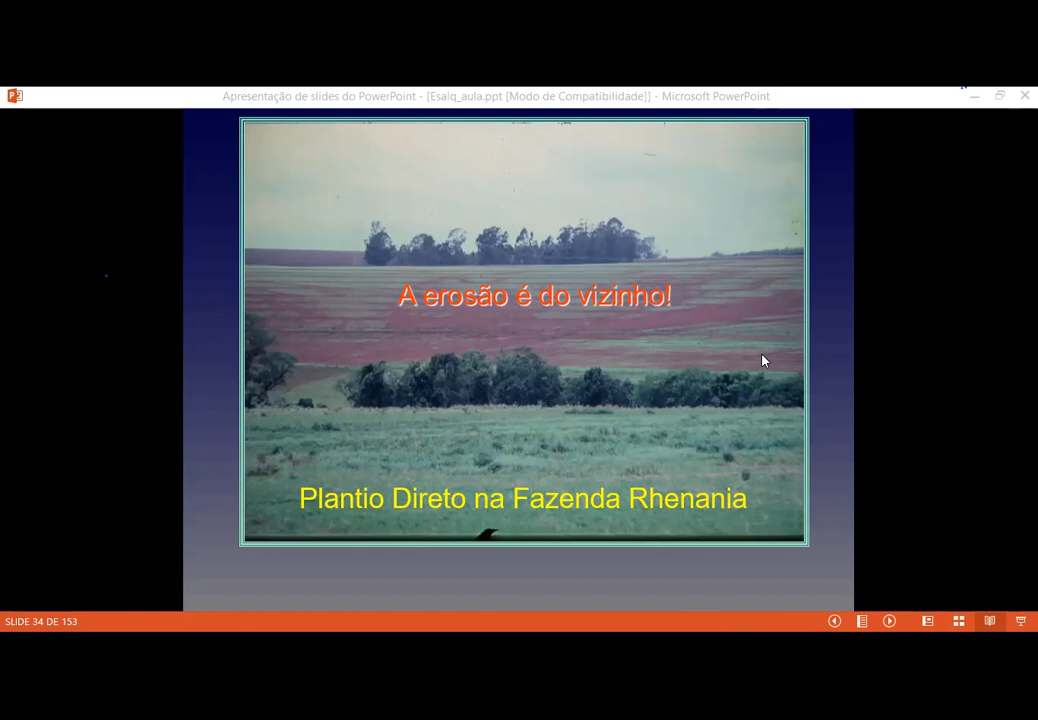 Apresentação de slides do PowerPoint - [Esalq_aula.ppt [Modo de Compatibilidade]] - Microsoft PowerPoint
A erosão é do vizinho!
Plantio Direto na Fazenda Rhenania
SLIDE 34 DE 153